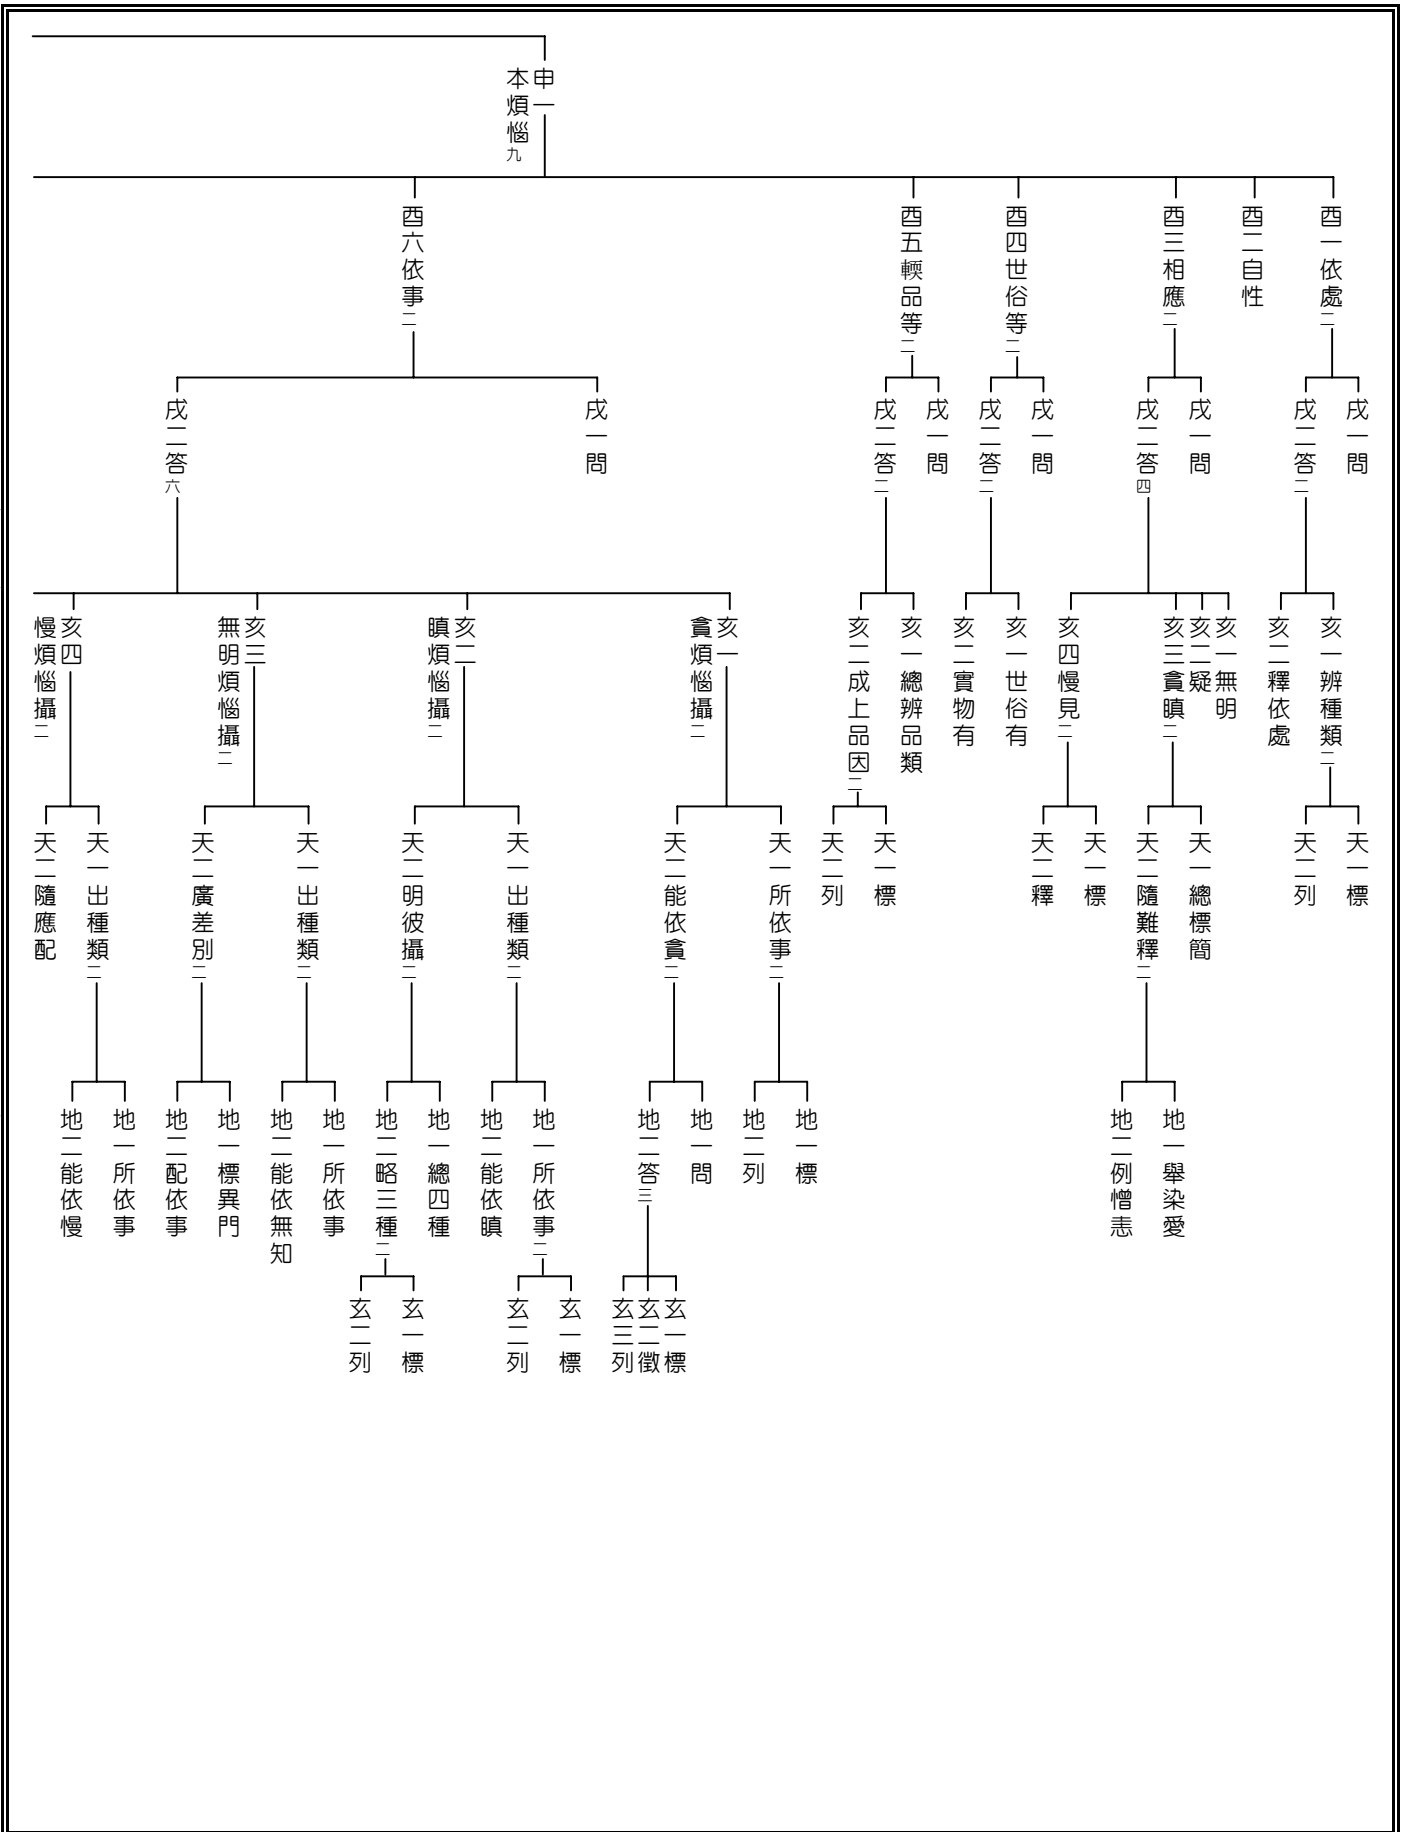 申一
本煩惱九
酉一依處二
酉二自性
酉三相應二
酉四世俗等二
酉五輭品等二
酉六依事二
戌一問
戌二答二
戌一問
戌二答四
戌一問
戌二答二
戌一問
戌二答二
戌一問
戌二答六
亥一辨種類二
亥二釋依處
亥一無明
亥二疑
亥三貪瞋二
亥四慢見二
亥一世俗有
亥二實物有
亥一總辨品類
亥二成上品因二
亥一
貪煩惱攝二
亥二
瞋煩惱攝二
亥三
無明煩惱攝二
亥四
慢煩惱攝二
天一標
天二列
天一總標簡
天二隨難釋二
天一標
天二釋
天一標
天二列
天一所依事二
天二能依貪二
天一出種類二
天二明彼攝二
天一出種類二
天二廣差別二
天一出種類二
天二隨應配
地一舉染愛
地二例憎恚
地一標
地二列
地一問
地二答三
地一所依事二
地二能依瞋
地一總四種
地二略三種二
地一所依事
地二能依無知
地一標異門
地二配依事
地一所依事
地二能依慢
玄一標
玄二徵
玄三列
玄一標
玄二列
玄一標
玄二列